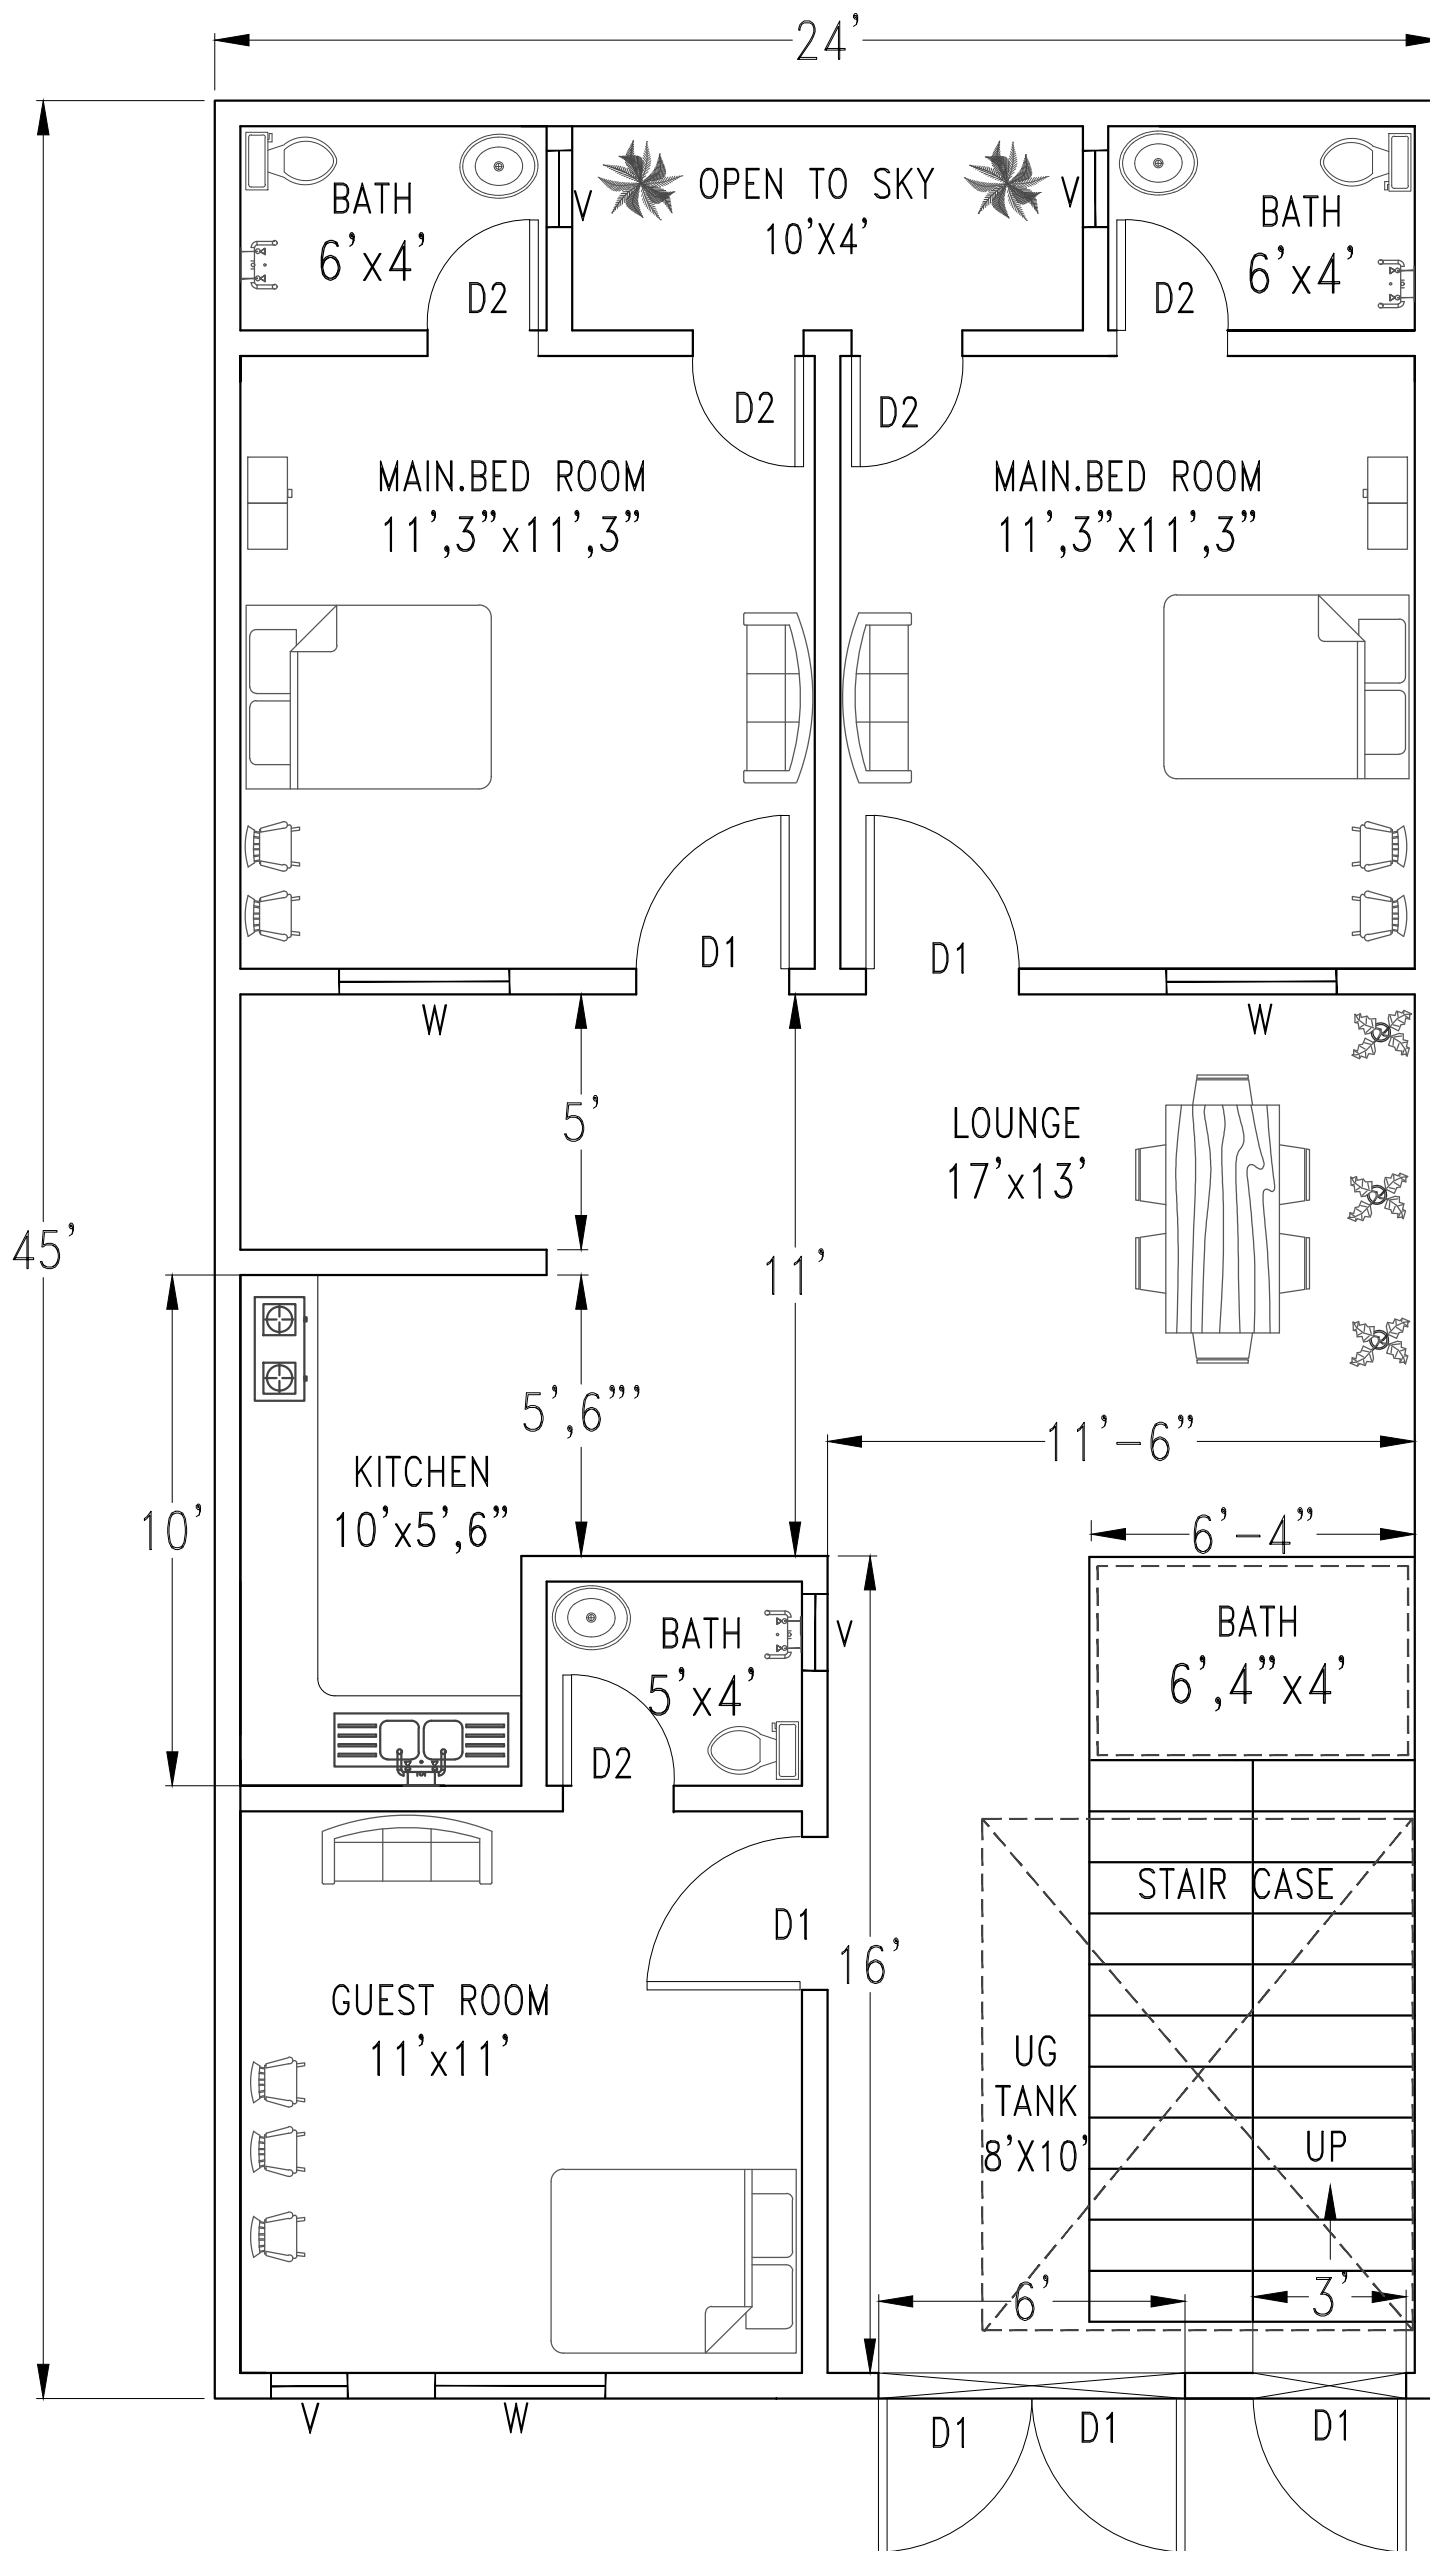 24'
BATH
6'x4'
V
OPEN TO SKY
10'X4'
V
BATH
6'x4'
D2
D2
D2
D2
MAIN.BED ROOM
11',3"x11',3"
MAIN.BED ROOM
11',3"x11',3"
D1
D1
W
W
5'
LOUNGE
17'x13'
45'
11'
5',6"'
11'-6"
KITCHEN
10'x5',6"
10'
6'-4"
BATH
5'x4'
V
BATH
6',4"x4'
D2
STAIR CASE
D1
16'
GUEST ROOM
11'x11'
UG
TANK
8'X10'
UP
6'
3'
V
W
D1
D1
D1